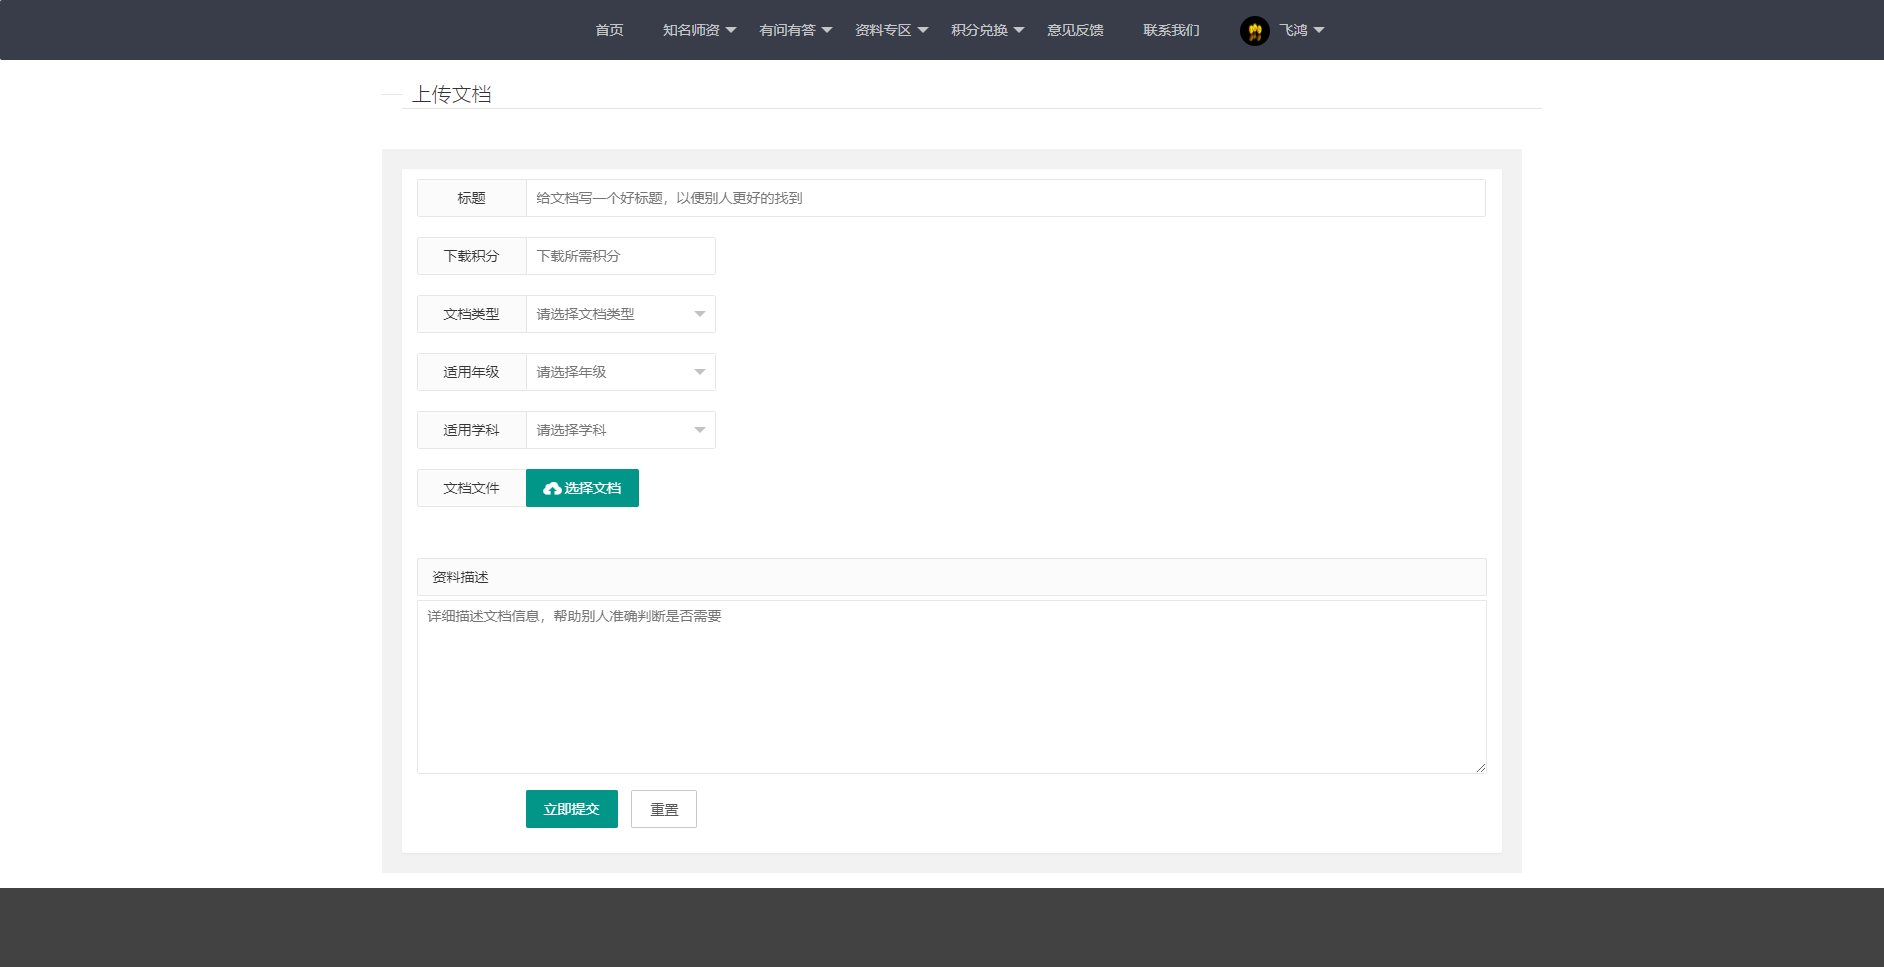 首页 知名师资 有问有答 资料专区 积分兑换 意见反馈 联系我们 飞鸿
上传文档
标题 给文档写一个好标题，以便别人更好的找到
下载积分 下载所需积分
文档类型 请选择文档类型
适用年级 请选择年级
适用学科 请选择学科
文档文件 选择文档
资料描述
详细描述文档信息，帮助别人准确判断是否需要
立即提交 重置